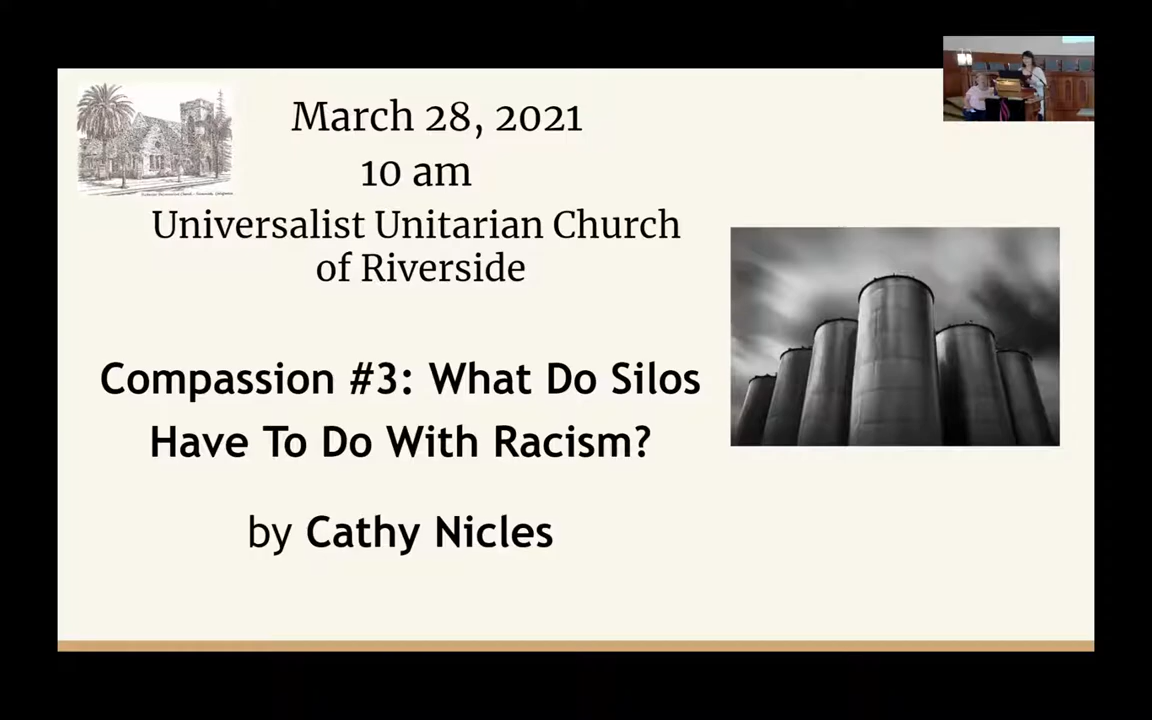 March 28, 2021
10 am
Universalist Unitarian Church
of Riverside
Compassion #3: What Do Silos
Have To Do With Racism?
by Cathy Nicles